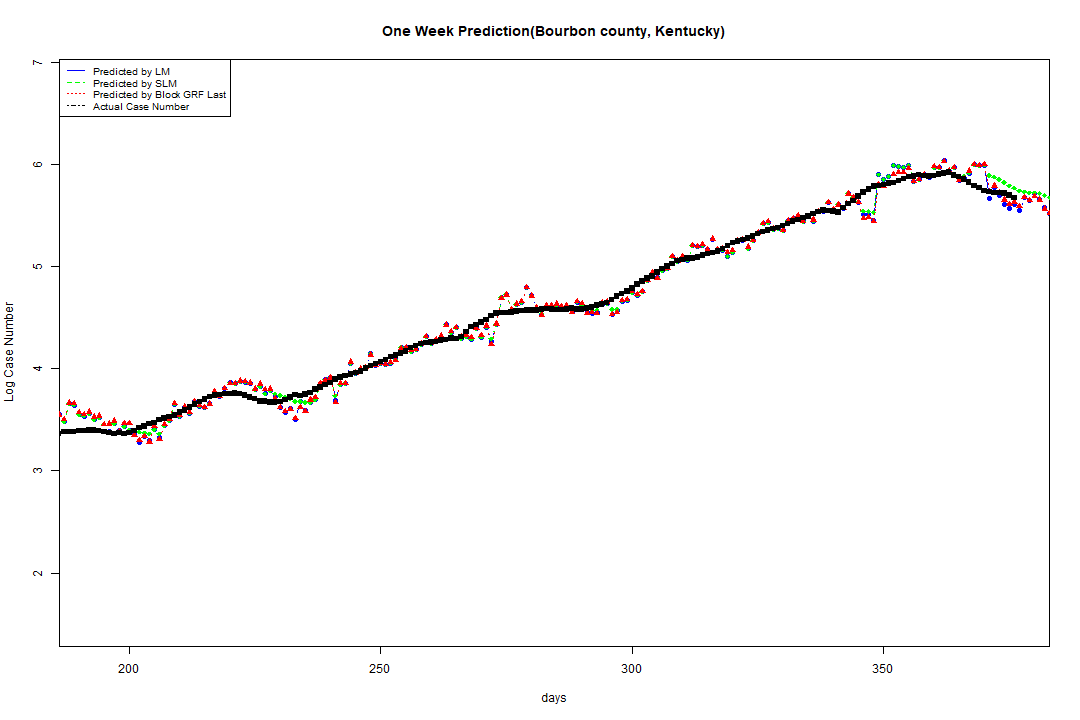 One Week Prediction(Bourbon county, Kentucky)
Predicted by LM
Predicted by SLM
Predicted by Block GRF Last
Actual Case Number
7
6
5
4
3
2
Log Case Number
200 250 300 350
days